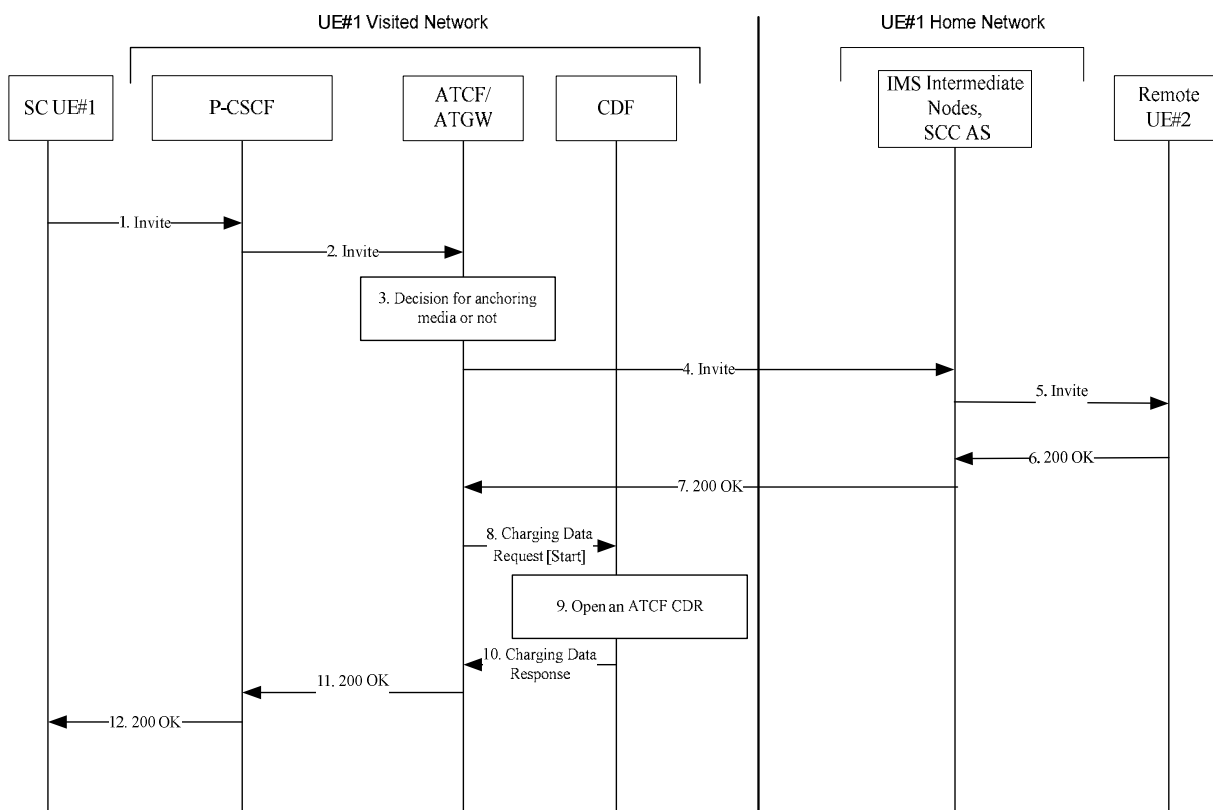 UE#1 Visited Network
UE#1 Home Network
SC UE#1
P-CSCF
ATCF/
ATGW
CDF
IMS Intermediate
Nodes,
SCC AS
Remote
UE#2
1. Invite
2. Invite
3. Decision for anchoring
media or not
4. Invite
5. Invite
6. 200 OK
7. 200 OK
8. Charging Data
Request [Start]
9. Open an ATCF CDR
10. Charging Data
Response
11. 200 OK
12. 200 OK